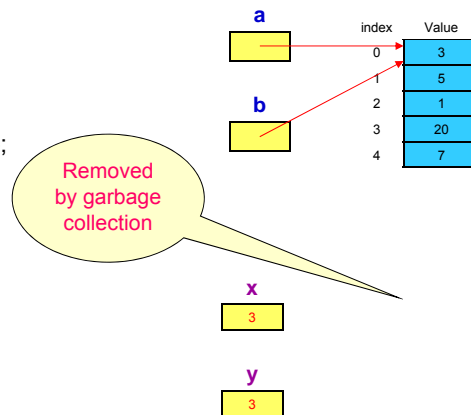 a
index Value
0 3
1 5
b
2 1
3 20
;
4 7
Removed
by garbage
collection
x
3
y
3